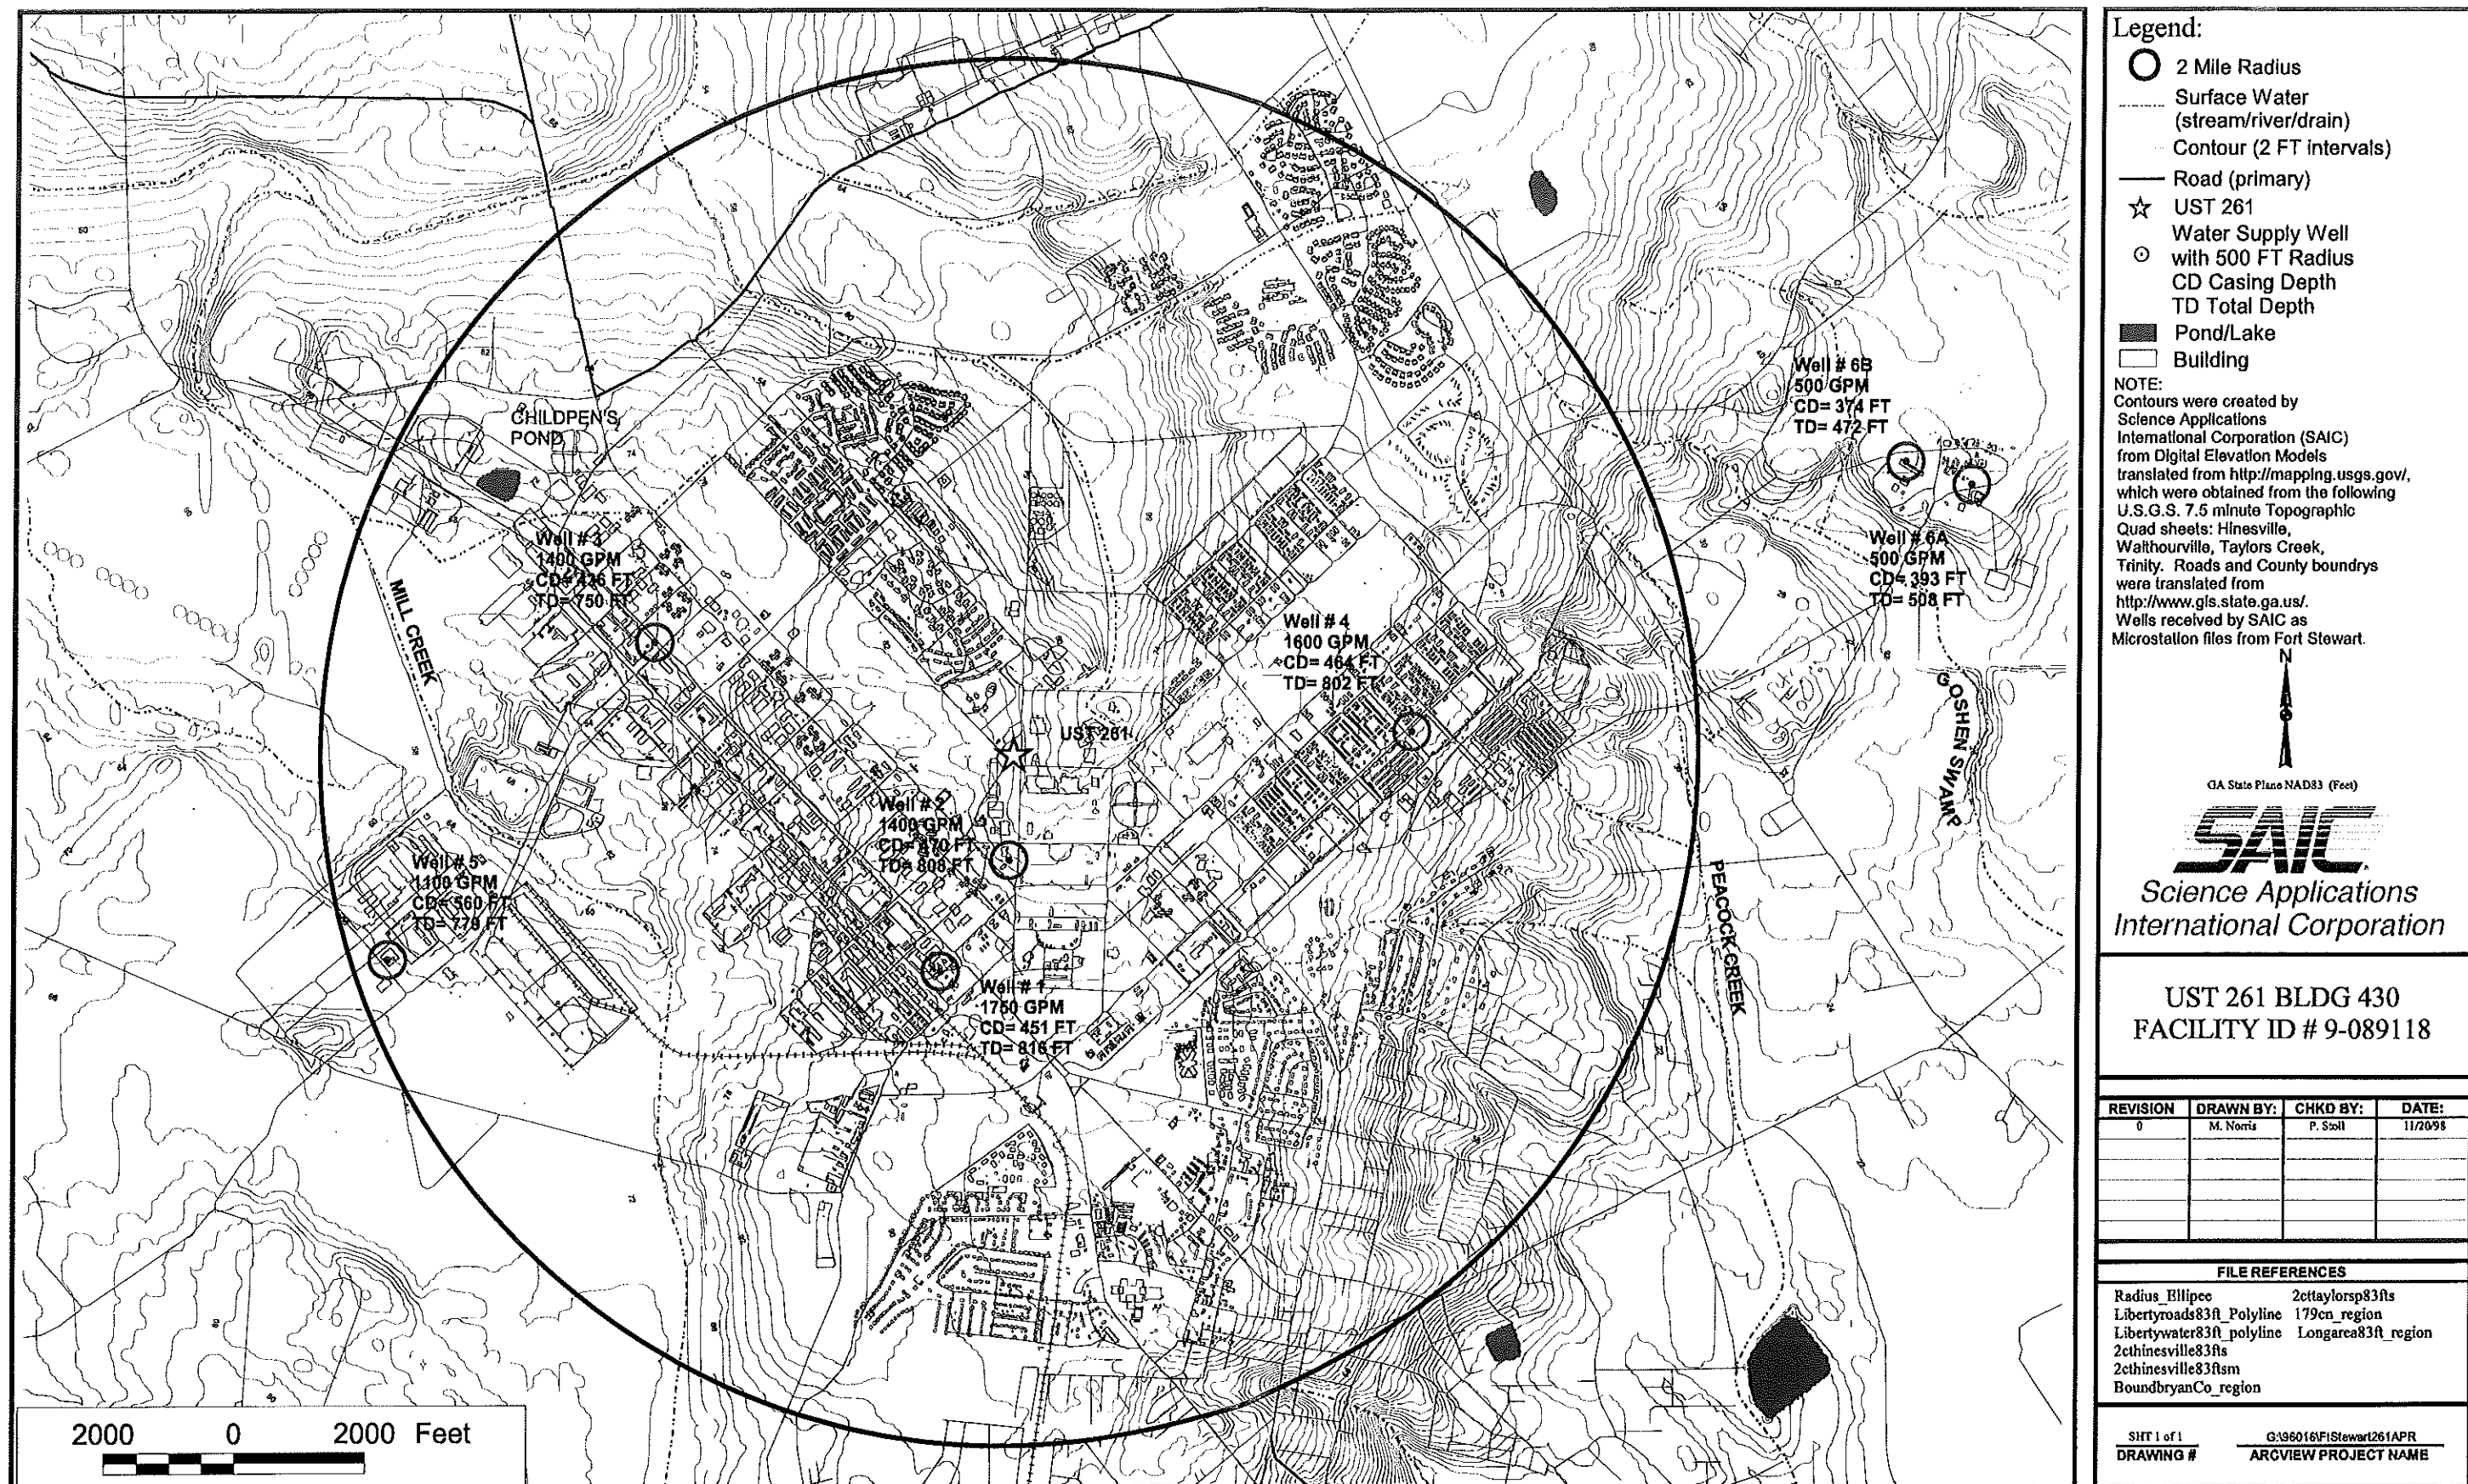 CHILDPEN'S
POND
MILL CREEK
Well # 3
1400 GPM
CD= 436 FT
TD= 750 FT
Well # 6B
500 GPM
CD= 374 FT
TD= 472 FT
Well # 6A
500 GPM
CD= 393 FT
TD= 508 FT
Well # 4
1600 GPM
CD= 464 FT
TD= 802 FT
UST 261
Well # 2
1400 GPM
CD= 470 FT
TD= 808 FT
Well # 5
1100 GPM
CD= 560 FT
TD= 779 FT
Well # 1
1750 GPM
CD= 451 FT
TD= 816 FT
GOSHEN SWAMP
PEACOCK CREEK
2000 0 2000 Feet
Legend:
2 Mile Radius
Surface Water
(stream/river/drain)
Contour (2 FT intervals)
Road (primary)
UST 261
Water Supply Well
with 500 FT Radius
CD Casing Depth
TD Total Depth
Pond/Lake
Building
NOTE:
Contours were created by
Science Applications
International Corporation (SAIC)
from Digital Elevation Models
translated from http://mapping.usgs.gov/,
which were obtained from the following
U.S.G.S. 7.5 minute Topographic
Quad sheets: Hinesville,
Walthourville, Taylors Creek,
Trinity. Roads and County boundrys
were translated from
http://www.gis.state.ga.us/.
Wells received by SAIC as
Microstation files from Fort Stewart.
N
GA State Plane NAD83 (Feet)
SAIC
Science Applications
International Corporation
UST 261 BLDG 430
FACILITY ID # 9-089118
REVISION DRAWN BY: CHKD BY: DATE:
0 M. Norris P. Stoll 11/20/98
FILE REFERENCES
Radius_Ellipee 2cttaylorsp83fts
Libertyroads83ft_Polyline 179cn_region
Libertywater83ft_polyline Longarea83ft_region
2cthinesville83fts
2cthinesville83ftsm
BoundbryanCo_region
SHT 1 of 1 G:\96016\FtStewart261APR
DRAWING # ARCVIEW PROJECT NAME